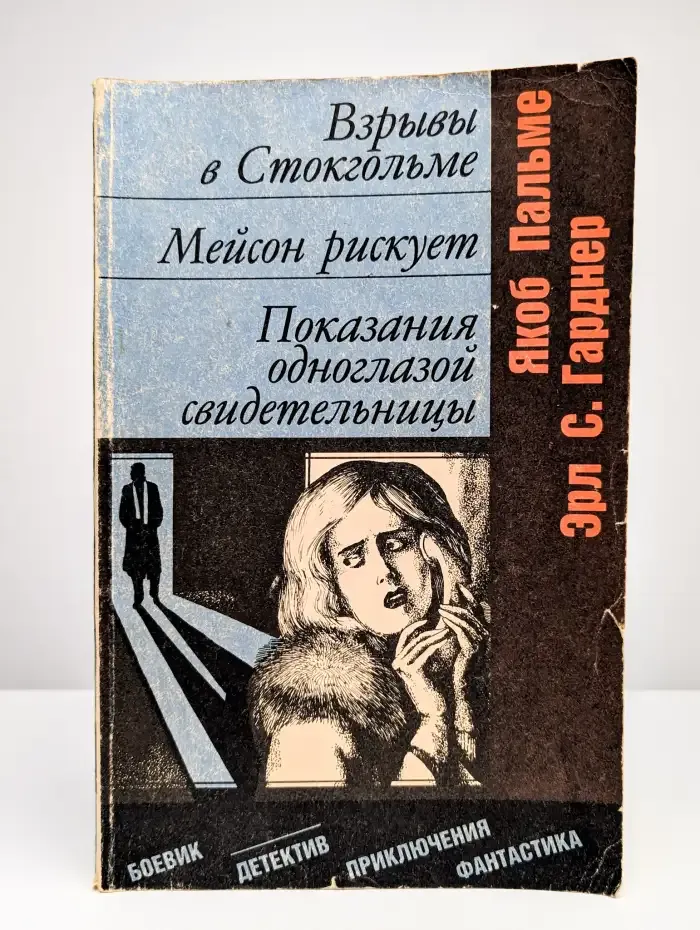 Взрывы
в Стокгольме
Мейсон рискует
Показания
одноглазой
свидетельницы
Якоб Пальме
Эрл С. Гарднер
БОЕВИК
ДЕТЕКТИВ
ПРИКЛЮЧЕНИЯ
ФАНТАСТИКА